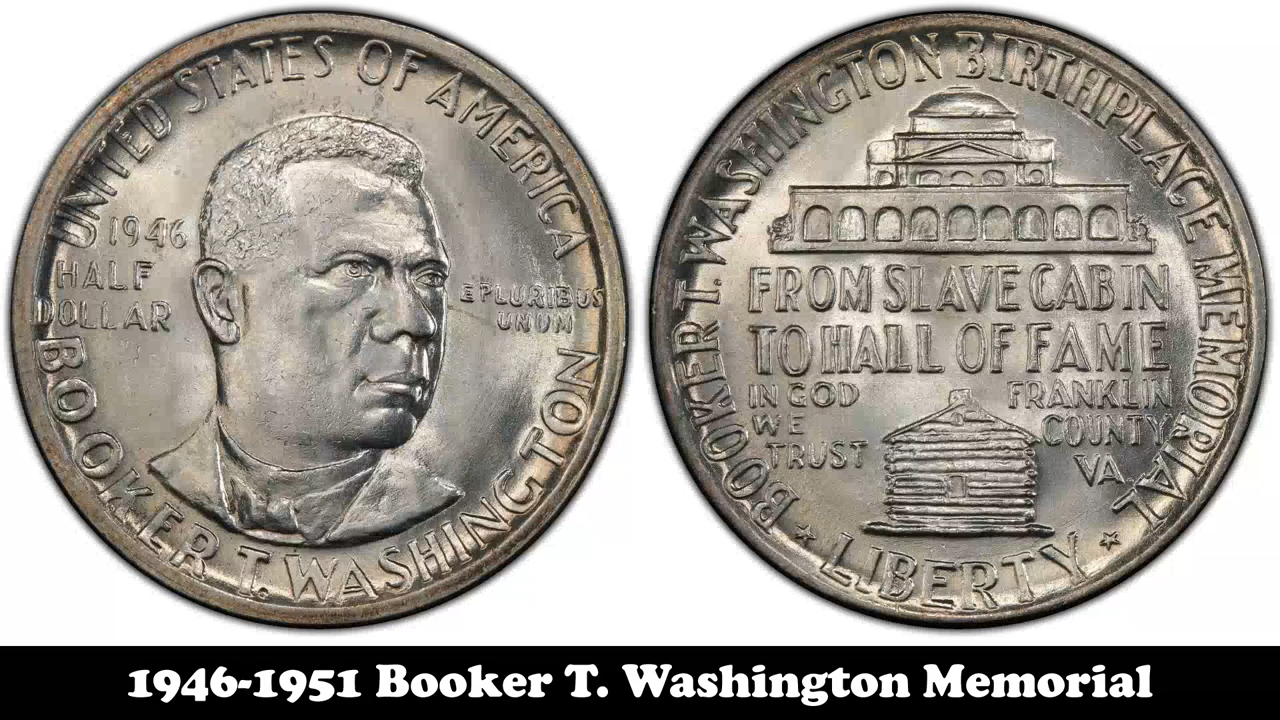 UNITED STATES OF AMERICA
1946
HALF
DOLLAR
E PLURIBUS
UNUM
BOOKER T. WASHINGTON
BOOKER T. WASHINGTON BIRTHPLACE MEMORIAL
FROM SLAVE CABIN
TO HALL OF FAME
IN GOD
WE
TRUST
FRANKLIN
COUNTY
VA.
* LIBERTY *
1946-1951 Booker T. Washington Memorial